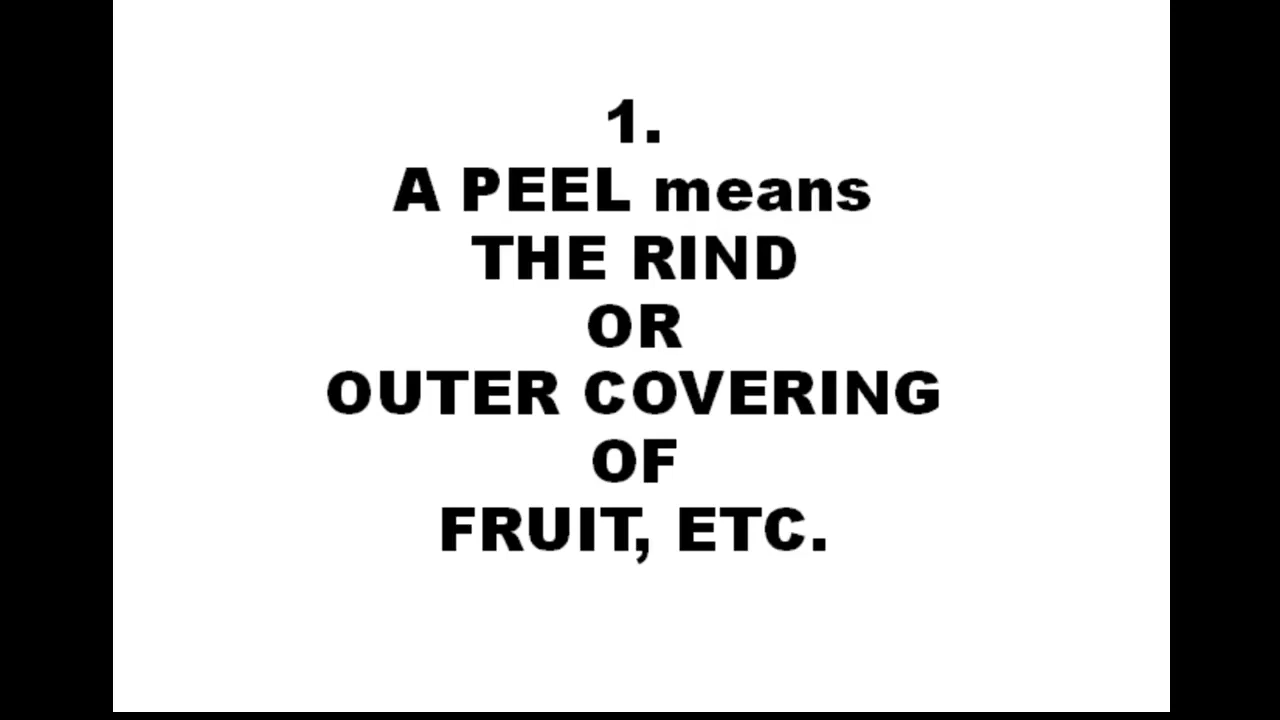 1.
A PEEL means
THE RIND
OR
OUTER COVERING
OF
FRUIT, ETC.